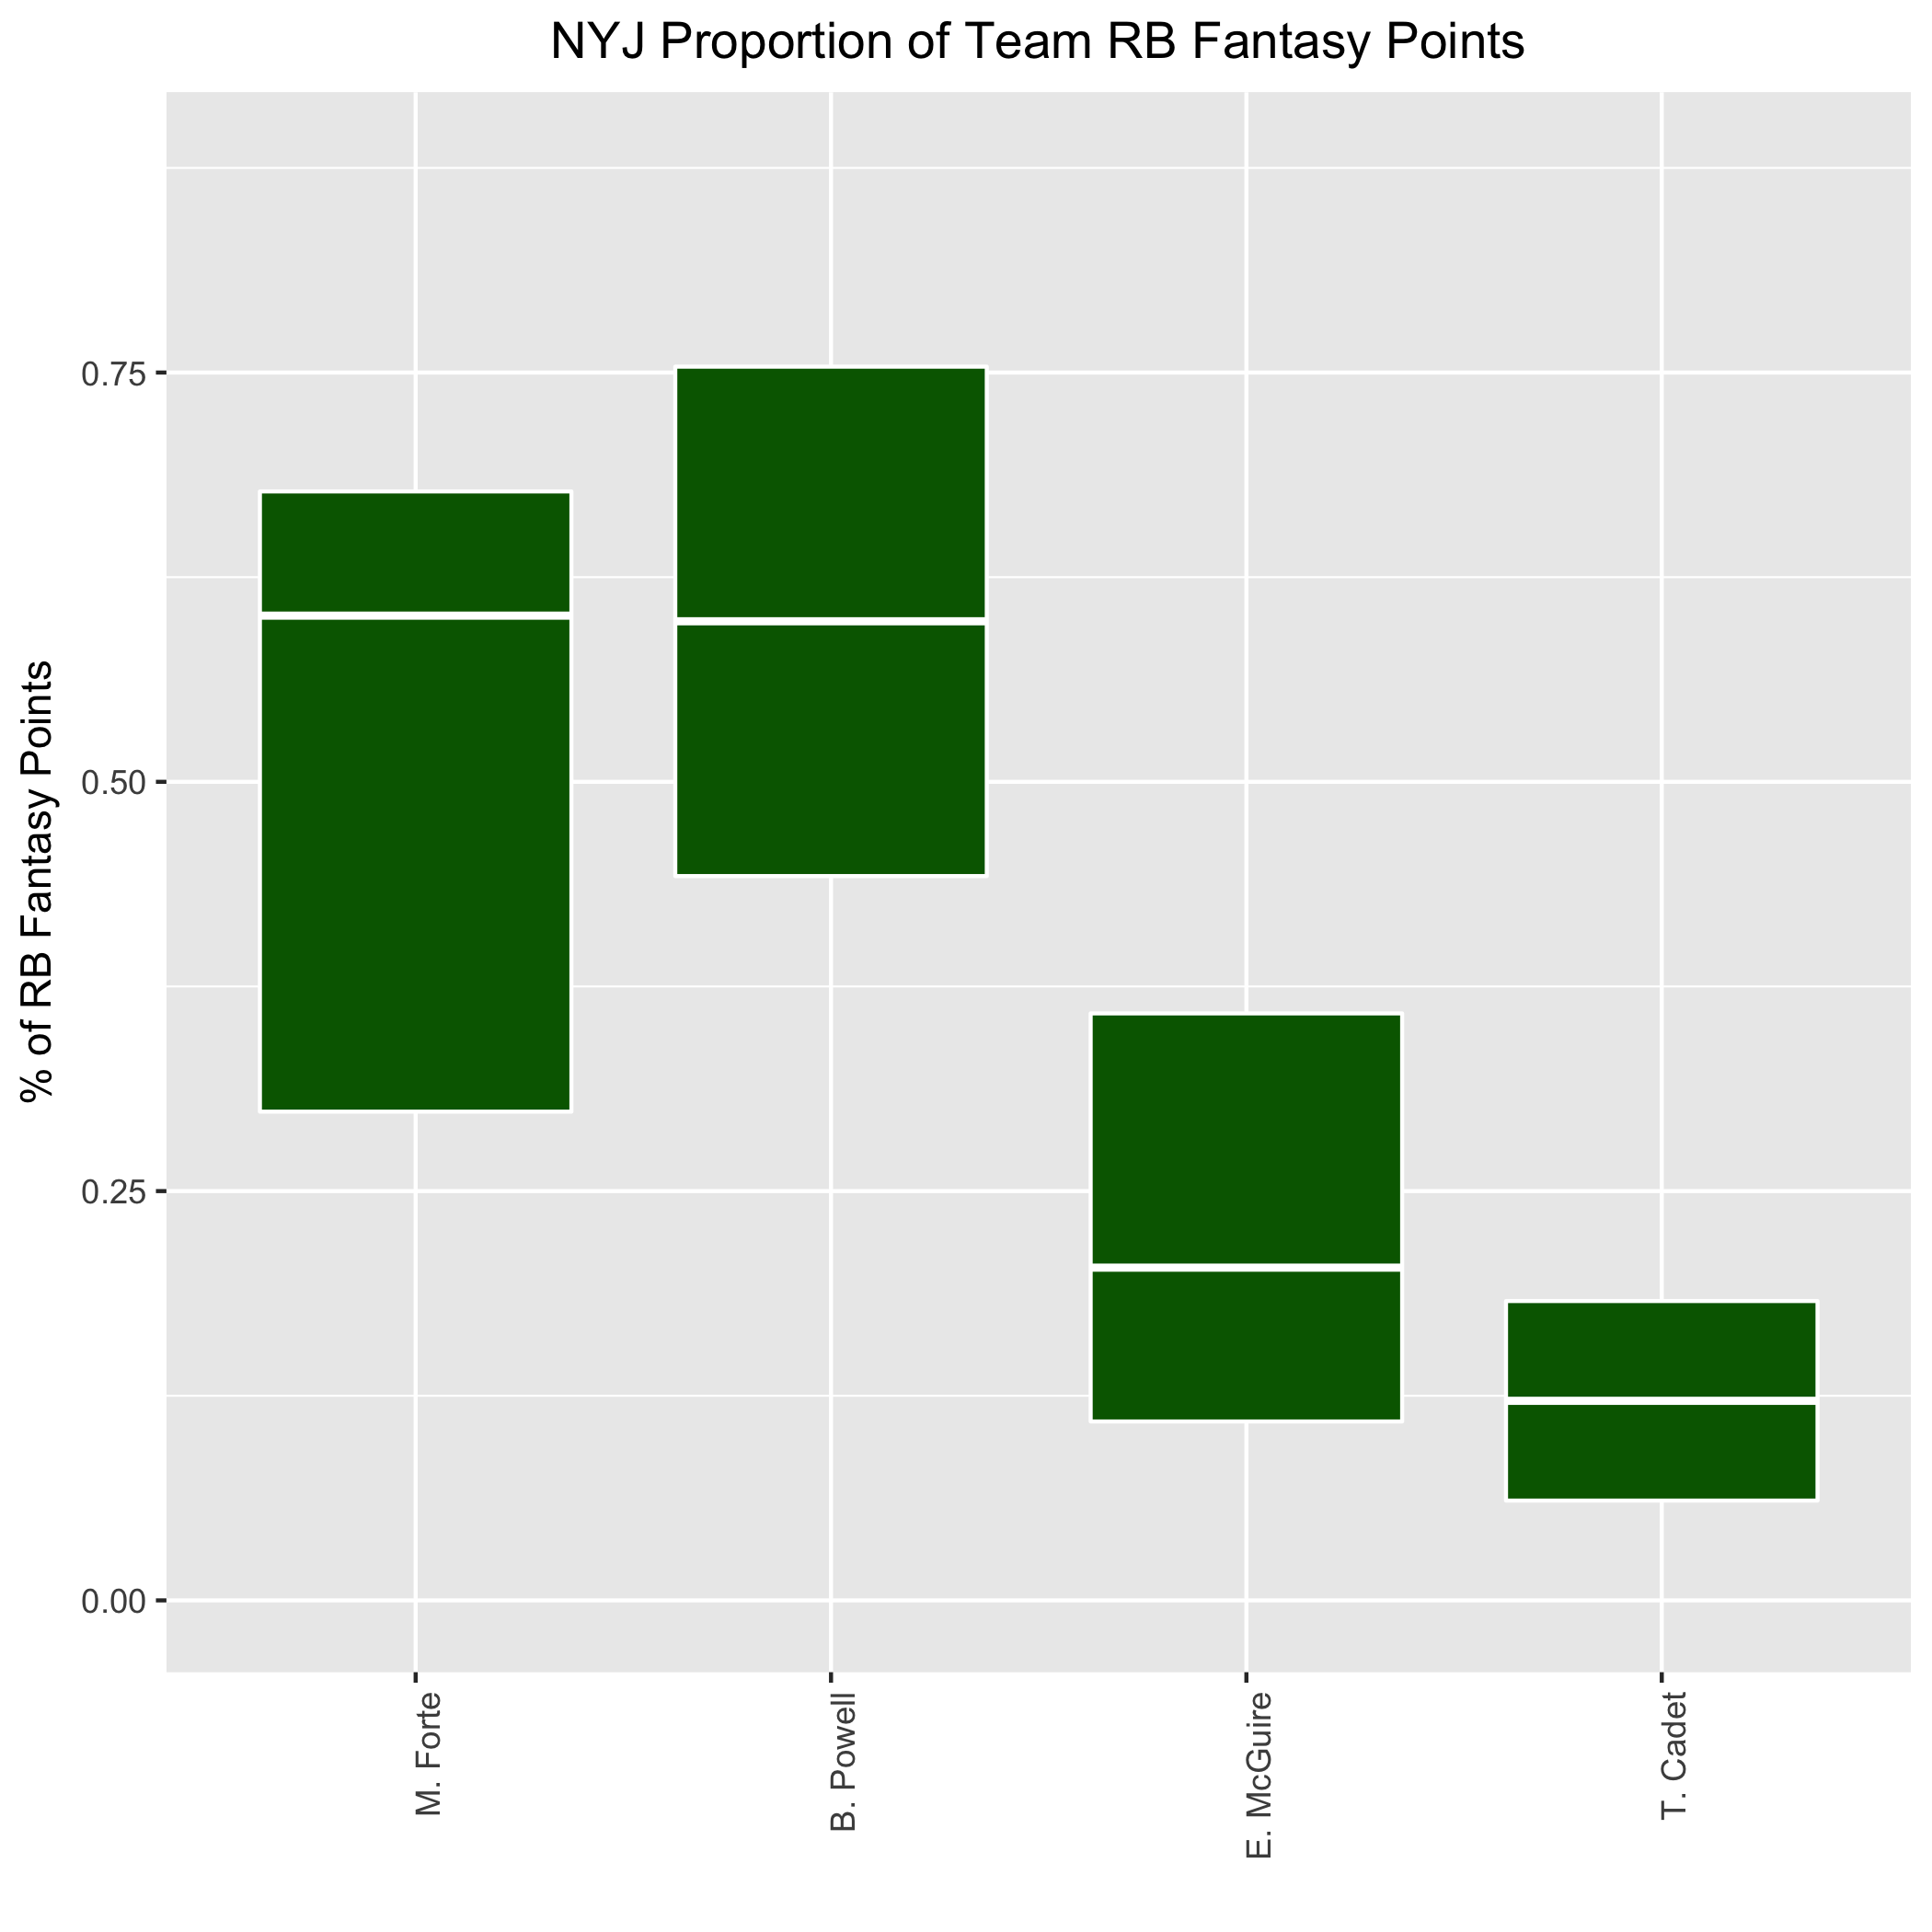 NYJ Proportion of Team RB Fantasy Points
% of RB Fantasy Points
0.75
0.50
0.25
0.00
M. Forte
B. Powell
E. McGuire
T. Cadet